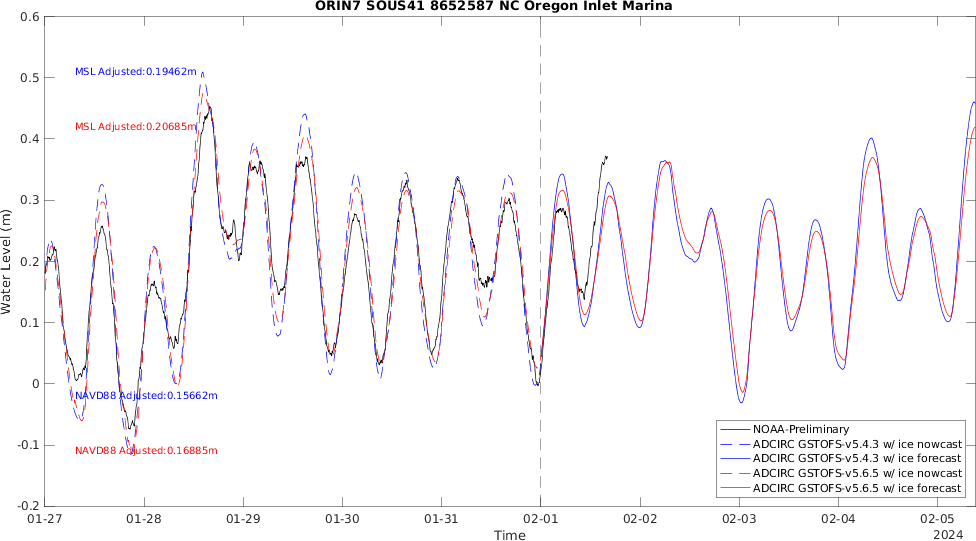 ORIN7 SOUS41 8652587 NC Oregon Inlet Marina
0.6
0.5
0.4
0.3
0.2
0.1
0
-0.1
-0.2
Water Level (m)
MSL Adjusted:0.19462m
MSL Adjusted:0.20685m
NAVD88 Adjusted:0.15662m
NAVD88 Adjusted:0.16885m
NOAA-Preliminary
ADCIRC GSTOFS-v5.4.3 w/ ice nowcast
ADCIRC GSTOFS-v5.4.3 w/ ice forecast
ADCIRC GSTOFS-v5.6.5 w/ ice nowcast
ADCIRC GSTOFS-v5.6.5 w/ ice forecast
01-27 01-28 01-29 01-30 01-31 02-01 02-02 02-03 02-04 02-05
2024
Time